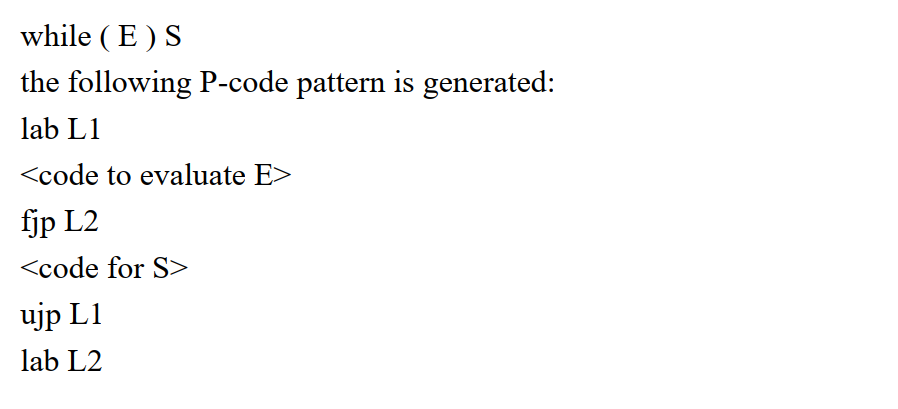 while ( E ) S
the following P-code pattern is generated:
lab L1
<code to evaluate E>
fjp L2
<code for S>
ujp L1
lab L2